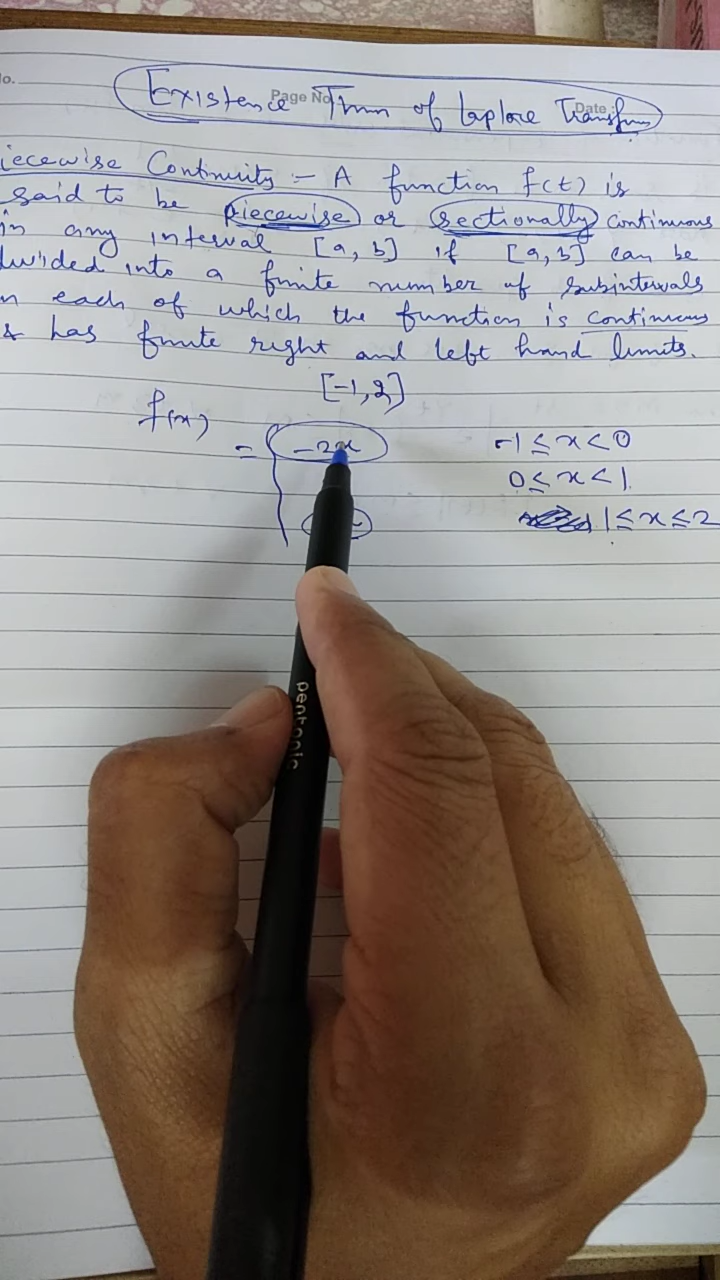 o.
Page No
Date :
Existence Thm of Laplace Transform
iecewise Continuity :- A function f(t) is
said to be piecewise or sectionally continuous
in any interval [a, b] if [a, b] can be
divided into a finite number of subintervals
n each of which the function is continuous
& has finite right and left hand limits.
[-1,2]
f(x)
= -2x -1 ≤ x < 0
0 ≤ x < 1
1 ≤ x ≤ 2
pentonic